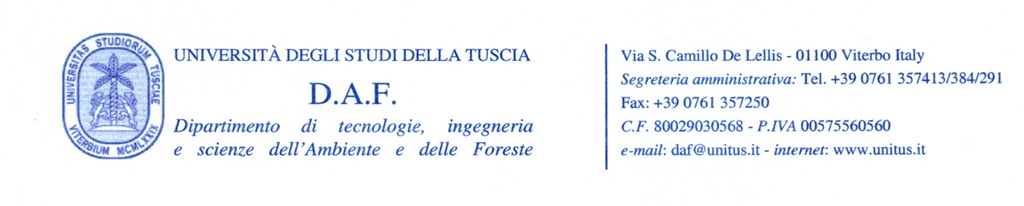 UNIVERSITAS STUDIORUM TUSCIAE
VITERBIUM MCMLXXIX
UNIVERSITÀ DEGLI STUDI DELLA TUSCIA
D.A.F.
Dipartimento di tecnologie, ingegneria
e scienze dell'Ambiente e delle Foreste
Via S. Camillo De Lellis - 01100 Viterbo Italy
Segreteria amministrativa: Tel. +39 0761 357413/384/291
Fax: +39 0761 357250
C.F. 80029030568 - P.IVA 00575560560
e-mail: daf@unitus.it - internet: www.unitus.it